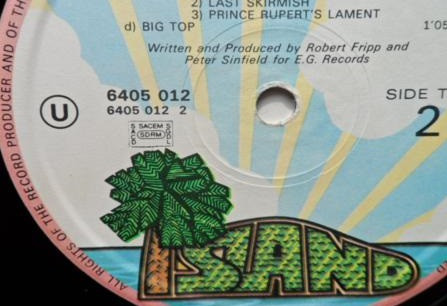 2) LAST SKIRMISH
3) PRINCE RUPERT'S LAMENT
d) BIG TOP 1'05
Written and Produced by Robert Fripp and
Peter Sinfield for E.G. Records
U
6405 012
6405 012 2
SACEM
SDRM
SIDE
2
ISLAND
ALL RIGHTS OF THE RECORD PRODUCER AND OF